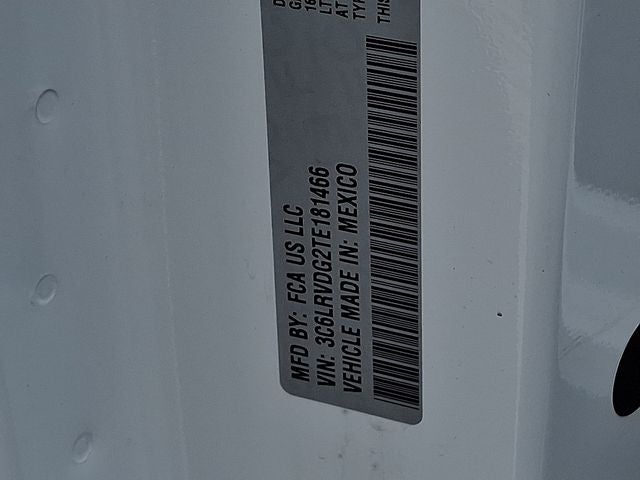 MFD BY: FCA US LLC
VIN: 3C6LRVDG2TE181466
VEHICLE MADE IN: MEXICO